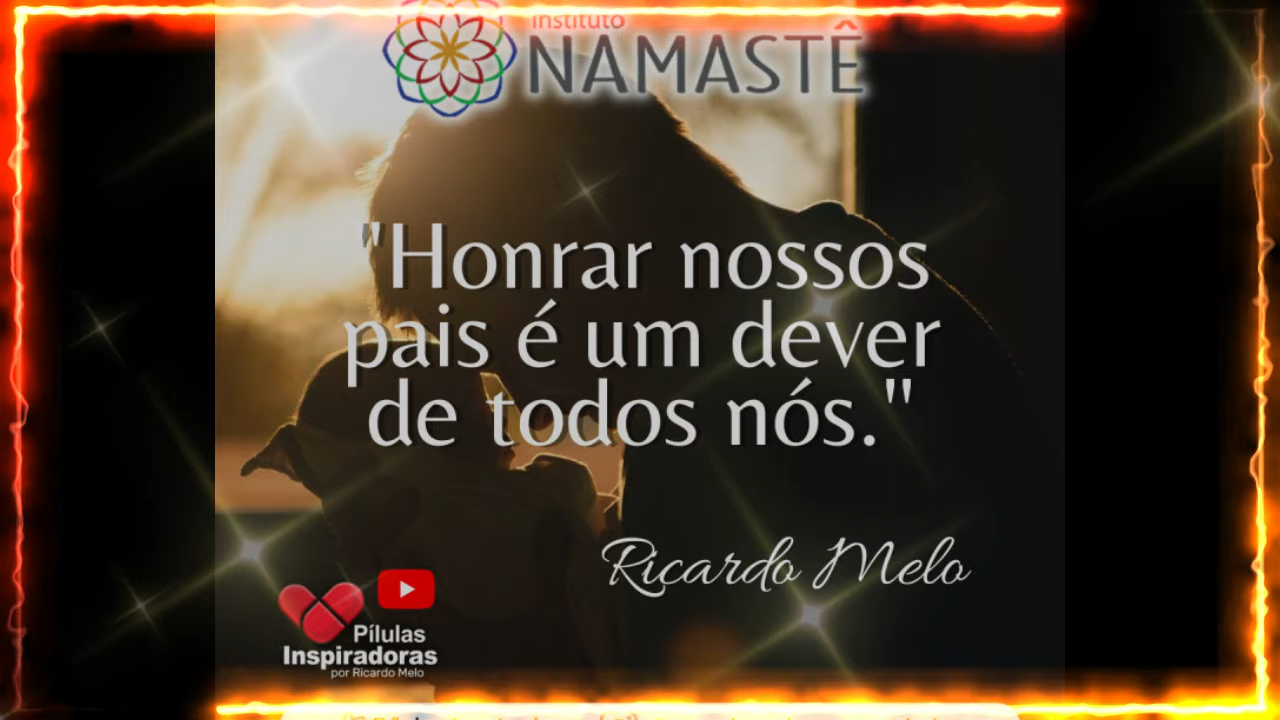 Instituto
NAMASTÊ
"Honrar nossos
pais é um dever
de todos nós."
Ricardo Melo
Pílulas
Inspiradoras
por Ricardo Melo